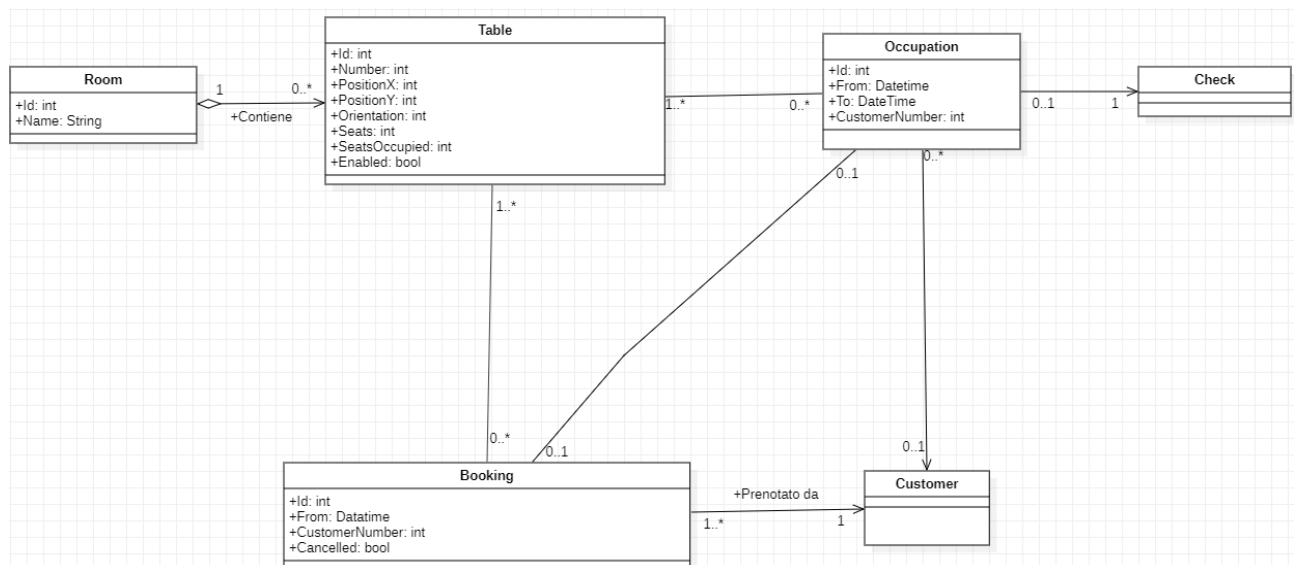 Room
+Id: int
+Name: String
1
0..*
+Contiene
Table
+Id: int
+Number: int
+PositionX: int
+PositionY: int
+Orientation: int
+Seats: int
+SeatsOccupied: int
+Enabled: bool
1..*
0..*
Occupation
+Id: int
+From: Datetime
+To: DateTime
+CustomerNumber: int
0..1
1
Check
1..*
0..*
0..1
0..1
0..*
0..1
Booking
+Id: int
+From: Datatime
+CustomerNumber: int
+Cancelled: bool
+Prenotato da
1..*
1
Customer